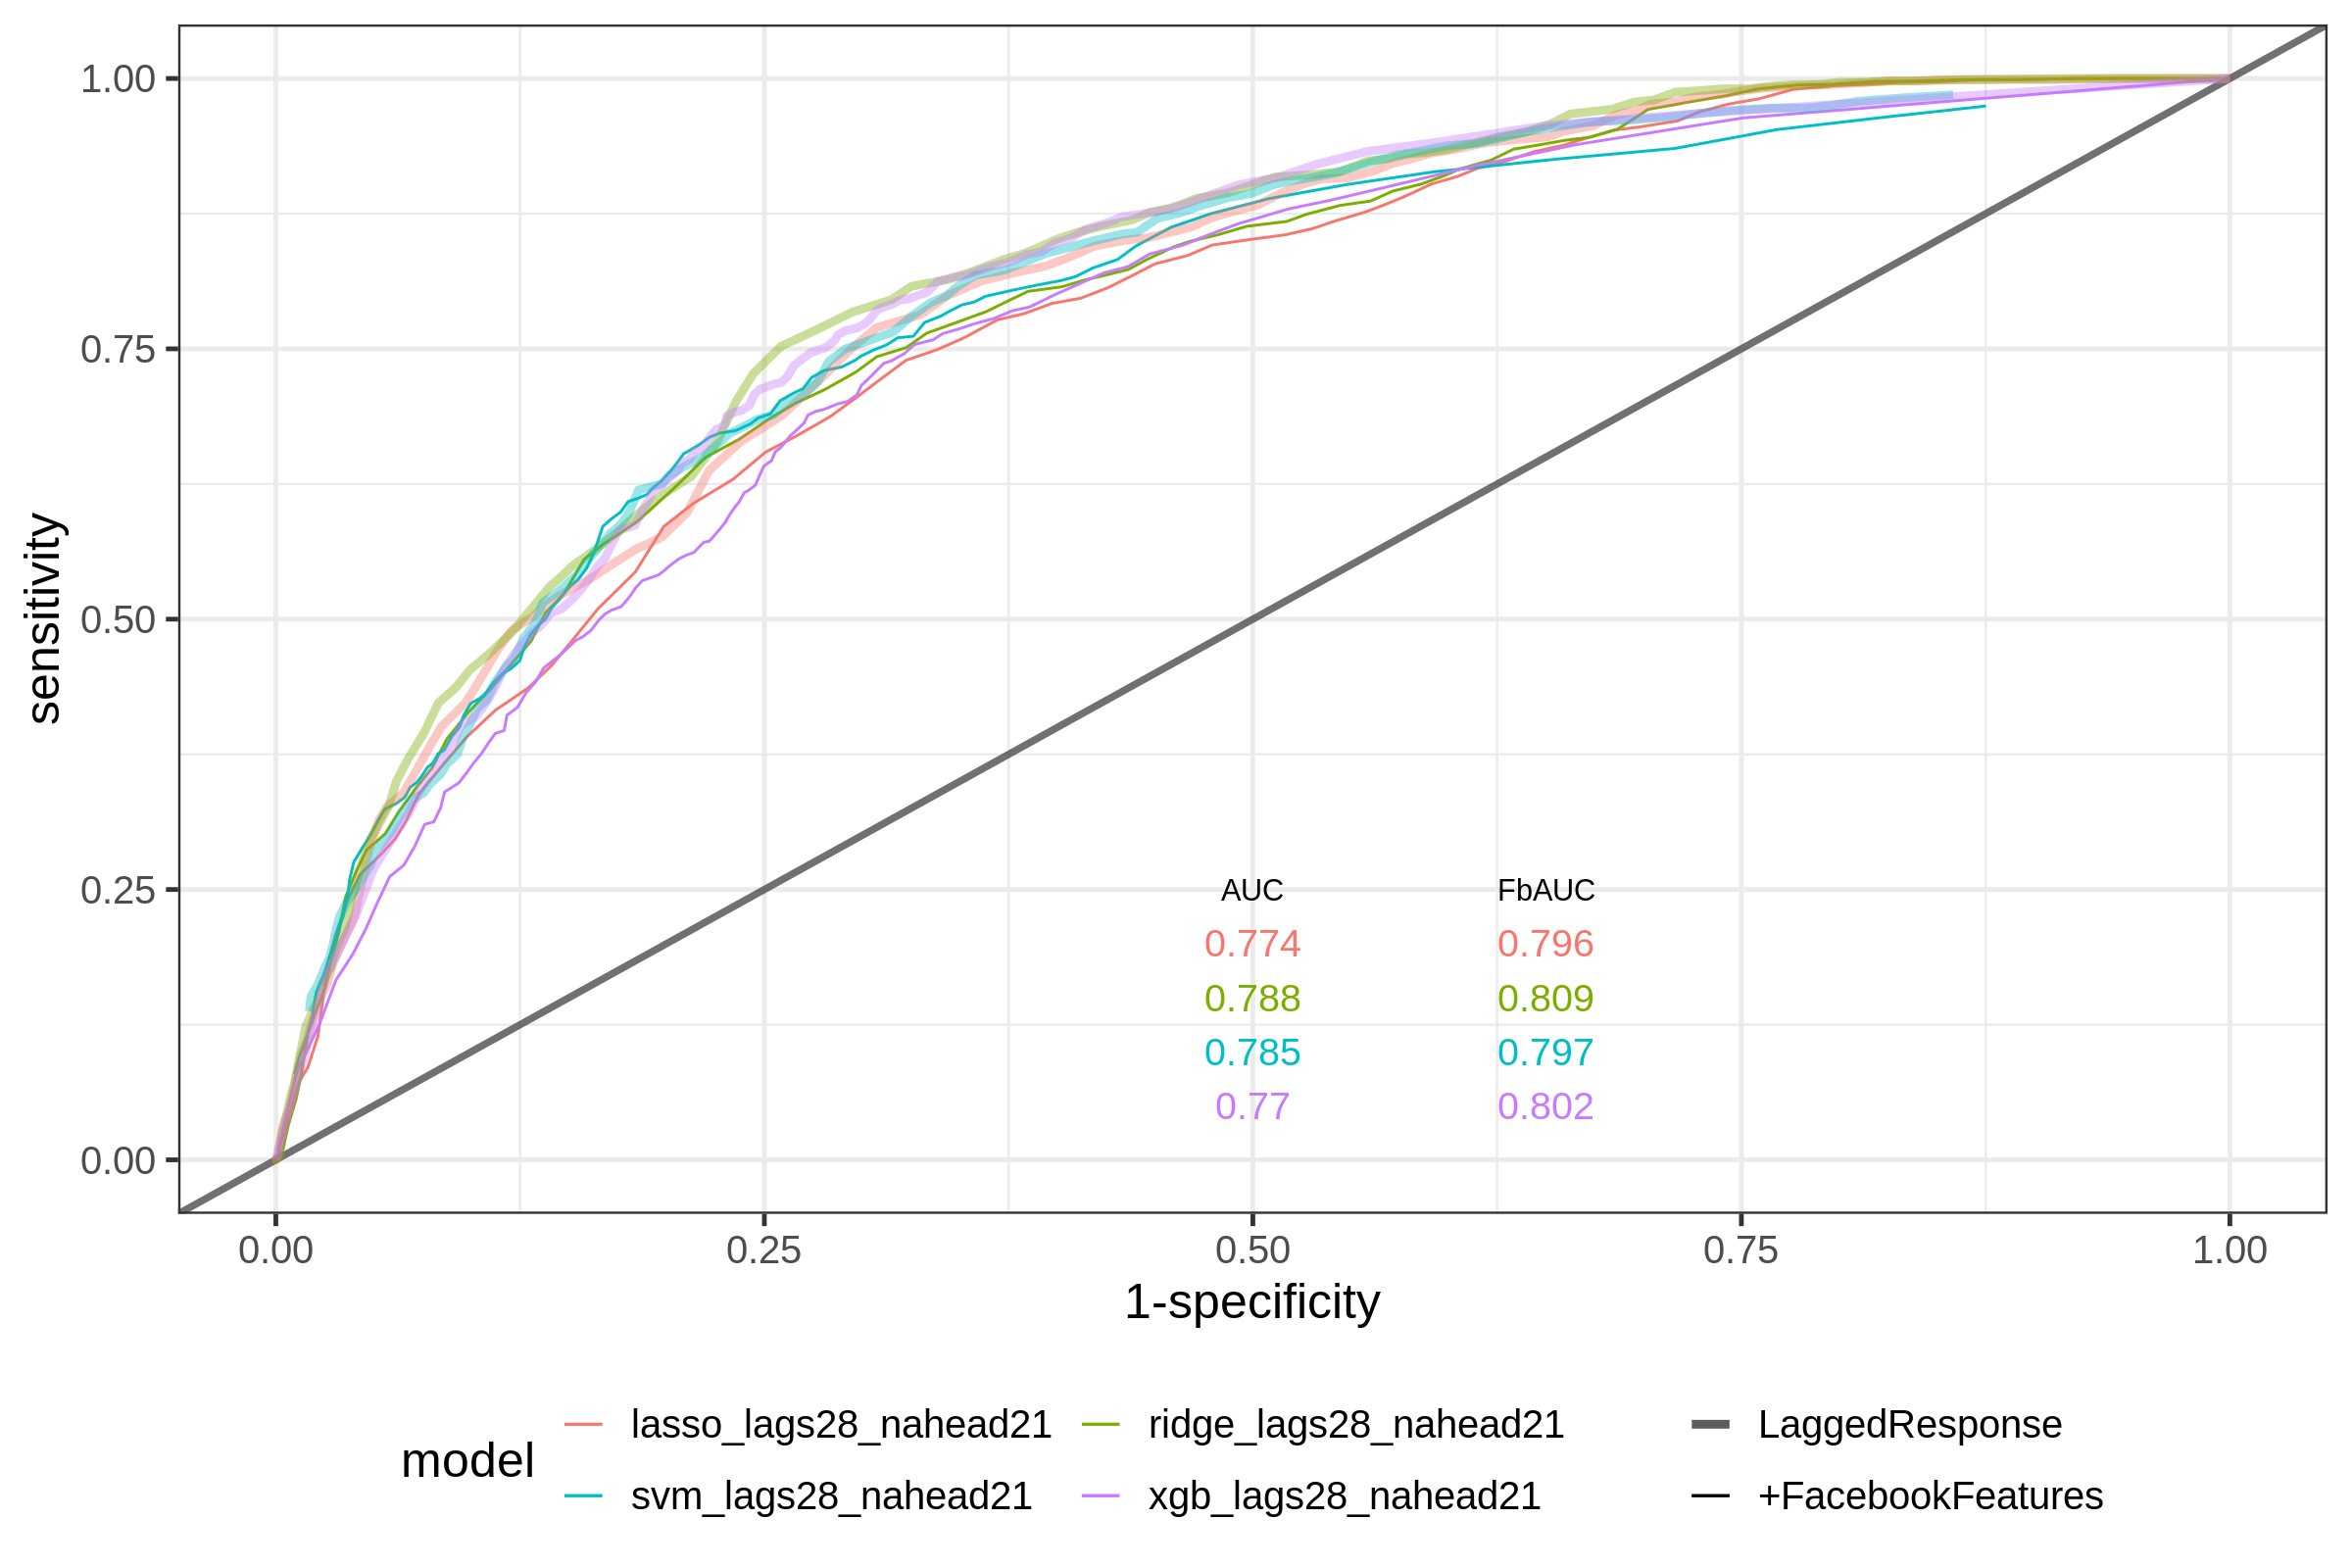 1.00
0.75
0.50
0.25
0.00
sensitivity
AUC FbAUC
0.774 0.796
0.788 0.809
0.785 0.797
0.77 0.802
0.00 0.25 0.50 0.75 1.00
1-specificity
model
lasso_lags28_nahead21 ridge_lags28_nahead21 LaggedResponse
svm_lags28_nahead21 xgb_lags28_nahead21 +FacebookFeatures